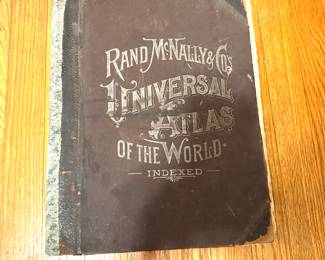 RAND McNALLY & CO'S
UNIVERSAL
ATLAS
OF THE WORLD
INDEXED